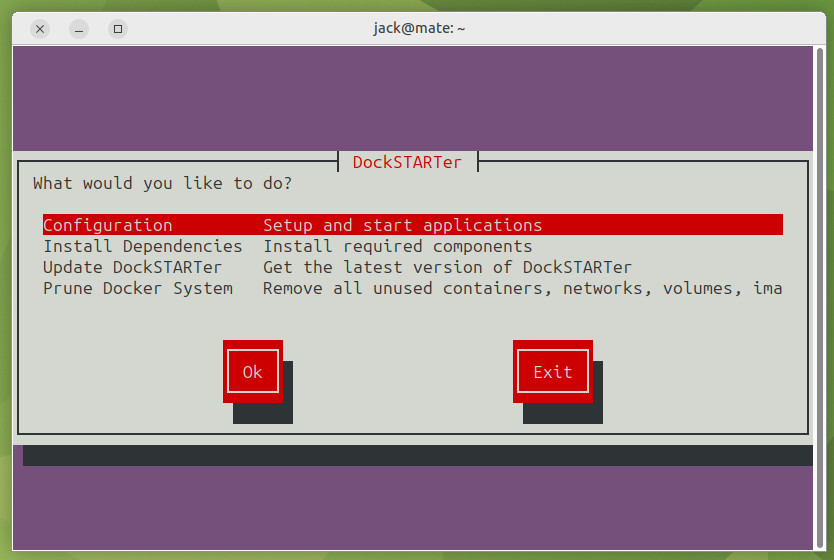 jack@mate: ~
DockSTARTer
What would you like to do?
Configuration Setup and start applications
Install Dependencies Install required components
Update DockSTARTer Get the latest version of DockSTARTer
Prune Docker System Remove all unused containers, networks, volumes, ima
Ok Exit